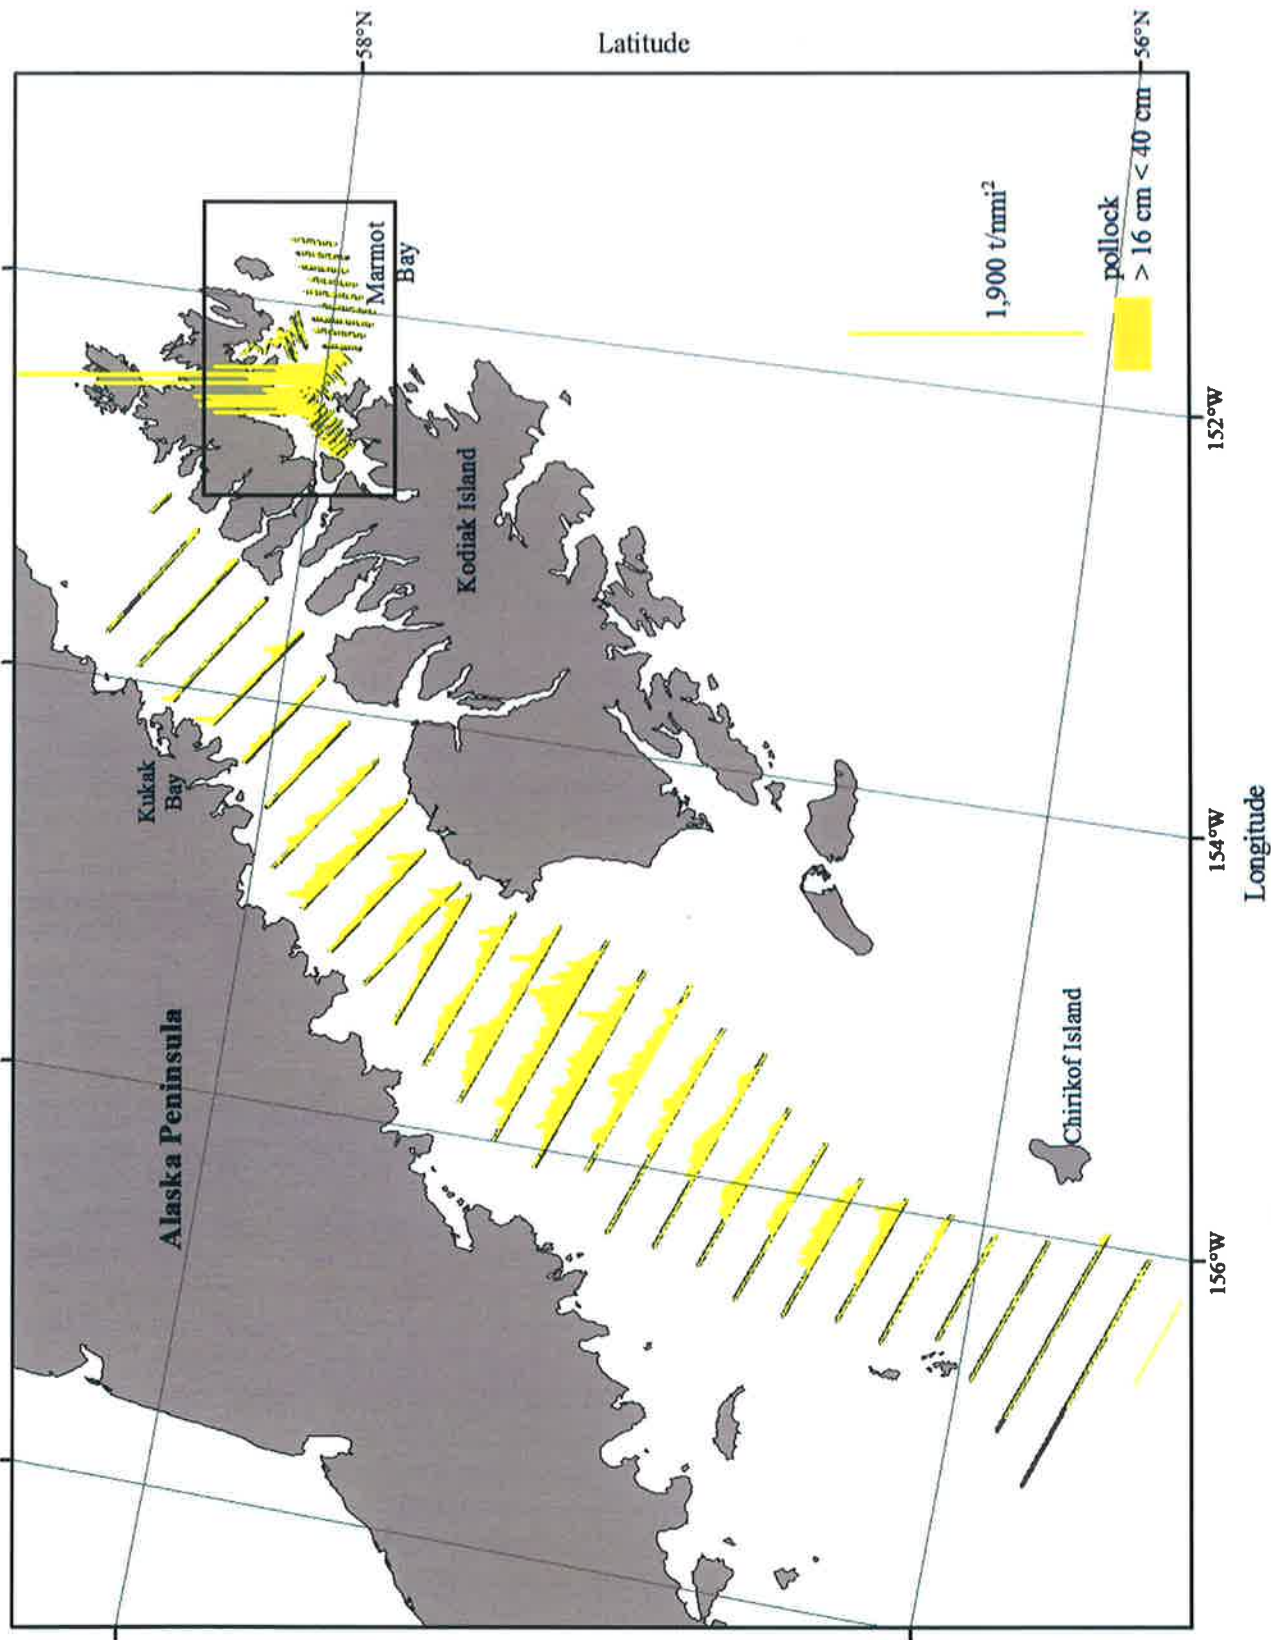 Latitude
58°N
56°N
Marmot
Bay
1,900 t/nmi²
pollock
> 16 cm < 40 cm
Kodiak Island
152°W
Kukak
Bay
154°W
Longitude
Alaska Peninsula
Chirikof Island
156°W